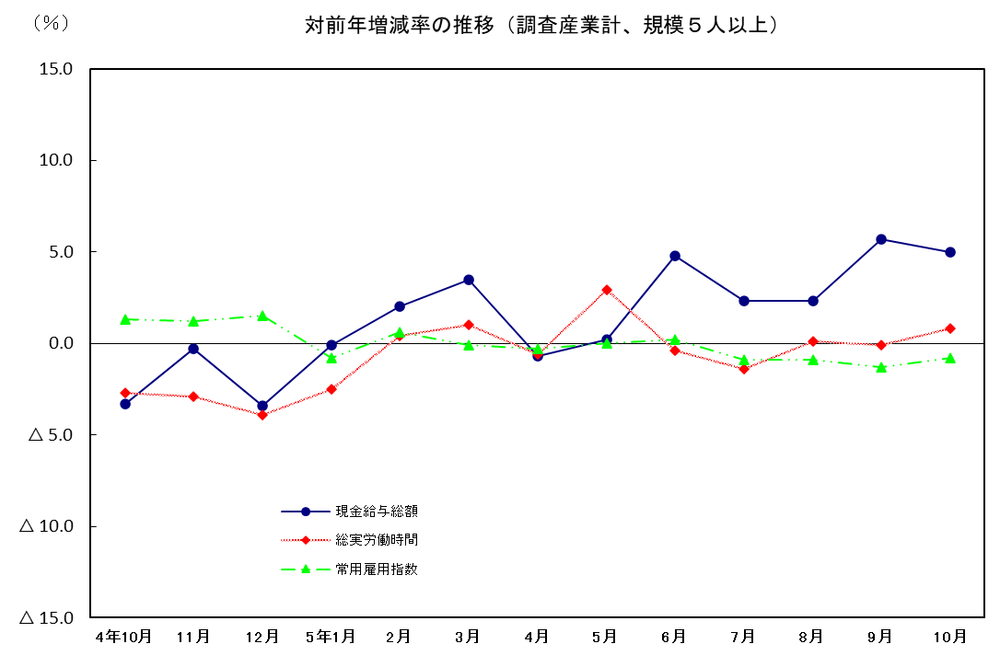 （%）
対前年増減率の推移（調査産業計、規模５人以上）
15.0
10.0
5.0
0.0
△ 5.0
△ 10.0
△ 15.0
現金給与総額
総実労働時間
常用雇用指数
4年10月 11月 12月 5年1月 2月 3月 4月 5月 6月 7月 8月 9月 10月